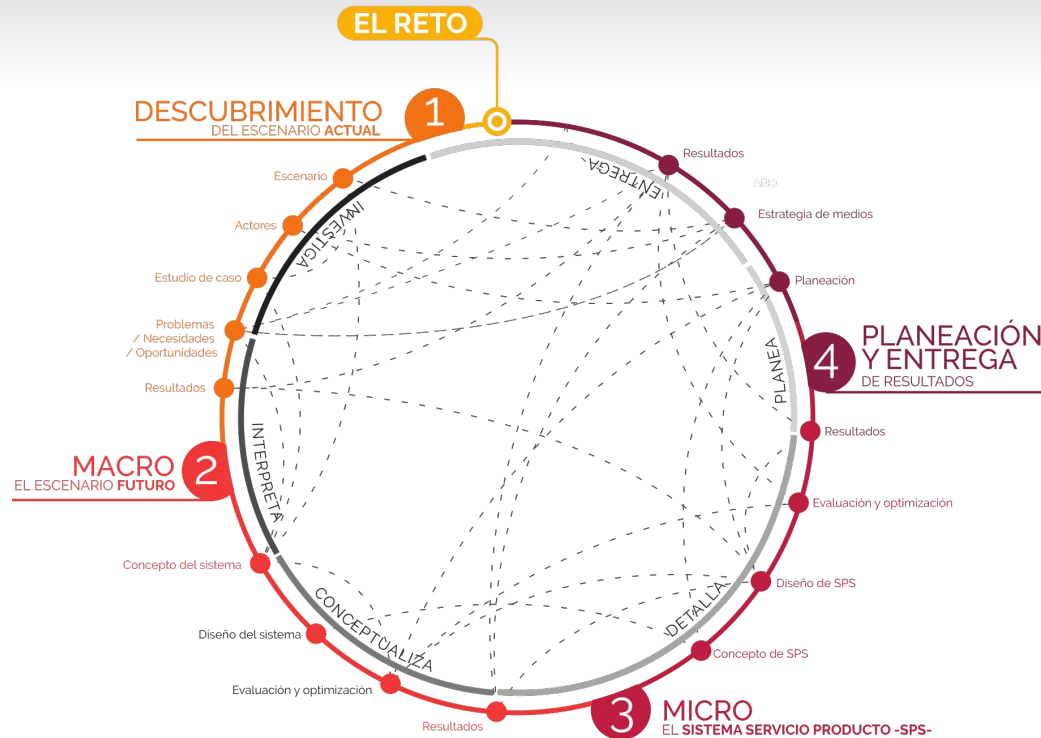 EL RETO
1
DESCUBRIMIENTO
DEL ESCENARIO ACTUAL
Escenario
Actores
Estudio de caso
Problemas
/ Necesidades
/ Oportunidades
Resultados
2
MACRO
EL ESCENARIO FUTURO
Concepto del sistema
Diseño del sistema
Evaluación y optimización
Resultados
3
MICRO
EL SISTEMA SERVICIO PRODUCTO -SPS-
Concepto de SPS
Diseño de SPS
Evaluación y optimización
Resultados
4
PLANEACIÓN
Y ENTREGA
DE RESULTADOS
Planeación
Estrategia de medios
Resultados
AÑO
INVESTIGA
INTERPRETA
CONCEPTUALIZA
DETALLA
PLANEA
ENTREGA